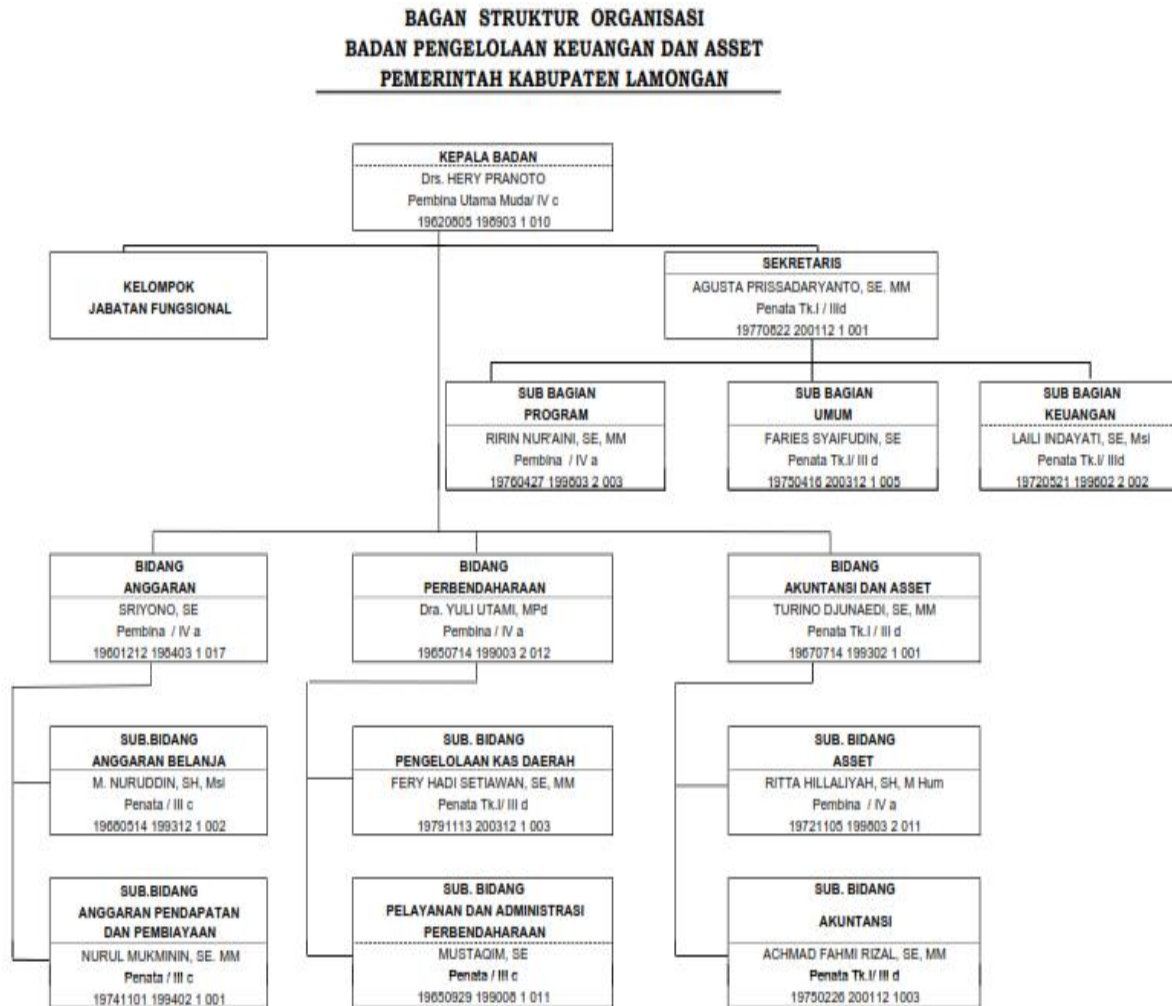 BAGAN STRUKTUR ORGANISASI
BADAN PENGELOLAAN KEUANGAN DAN ASSET
PEMERINTAH KABUPATEN LAMONGAN
KEPALA BADAN
Drs. HERY PRANOTO
Pembina Utama Muda/ IV c
19620805 198903 1 010
KELOMPOK
JABATAN FUNGSIONAL
SEKRETARIS
AGUSTA PRISSADARYANTO, SE. MM
Penata Tk.I / IIId
19770822 200112 1 001
SUB BAGIAN
PROGRAM
RIRIN NUR'AINI, SE, MM
Pembina / IV a
19760427 199603 2 003
SUB BAGIAN
UMUM
FARIES SYAIFUDIN, SE
Penata Tk.I/ III d
19750416 200312 1 005
SUB BAGIAN
KEUANGAN
LAILI INDAYATI, SE, Msi
Penata Tk.I/ IIId
19720521 199602 2 002
BIDANG
ANGGARAN
SRIYONO, SE
Pembina / IV a
19601212 198403 1 017
BIDANG
PERBENDAHARAAN
Dra. YULI UTAMI, MPd
Pembina / IV a
19650714 199003 2 012
BIDANG
AKUNTANSI DAN ASSET
TURINO DJUNAEDI, SE, MM
Penata Tk.I / III d
19670714 199302 1 001
SUB.BIDANG
ANGGARAN BELANJA
M. NURUDDIN, SH, Msi
Penata / III c
19680514 199312 1 002
SUB. BIDANG
PENGELOLAAN KAS DAERAH
FERY HADI SETIAWAN, SE, MM
Penata Tk.I/ III d
19791113 200312 1 003
SUB. BIDANG
ASSET
RITTA HILLALIYAH, SH, M Hum
Pembina / IV a
19721105 199803 2 011
SUB.BIDANG
ANGGARAN PENDAPATAN
DAN PEMBIAYAAN
NURUL MUKMININ, SE. MM
Penata / III c
19741101 199402 1 001
SUB. BIDANG
PELAYANAN DAN ADMINISTRASI
PERBENDAHARAAN
MUSTAQIM, SE
Penata / III c
19650929 199008 1 011
SUB. BIDANG
AKUNTANSI
ACHMAD FAHMI RIZAL, SE, MM
Penata Tk.I/ III d
19750226 200112 1003